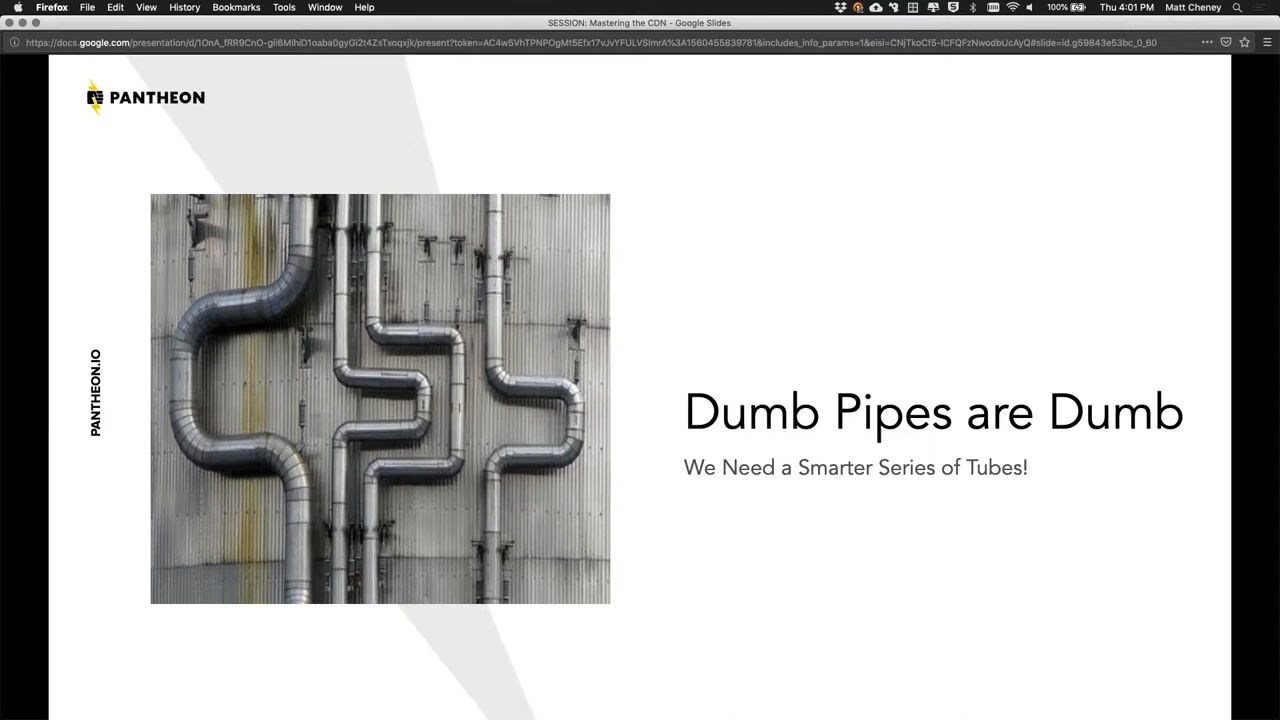 Firefox File Edit View History Bookmarks Tools Window Help 100% Thu 4:01 PM Matt Cheney
SESSION: Mastering the CDN - Google Slides
PANTHEON
PANTHEON.IO
Dumb Pipes are Dumb
We Need a Smarter Series of Tubes!